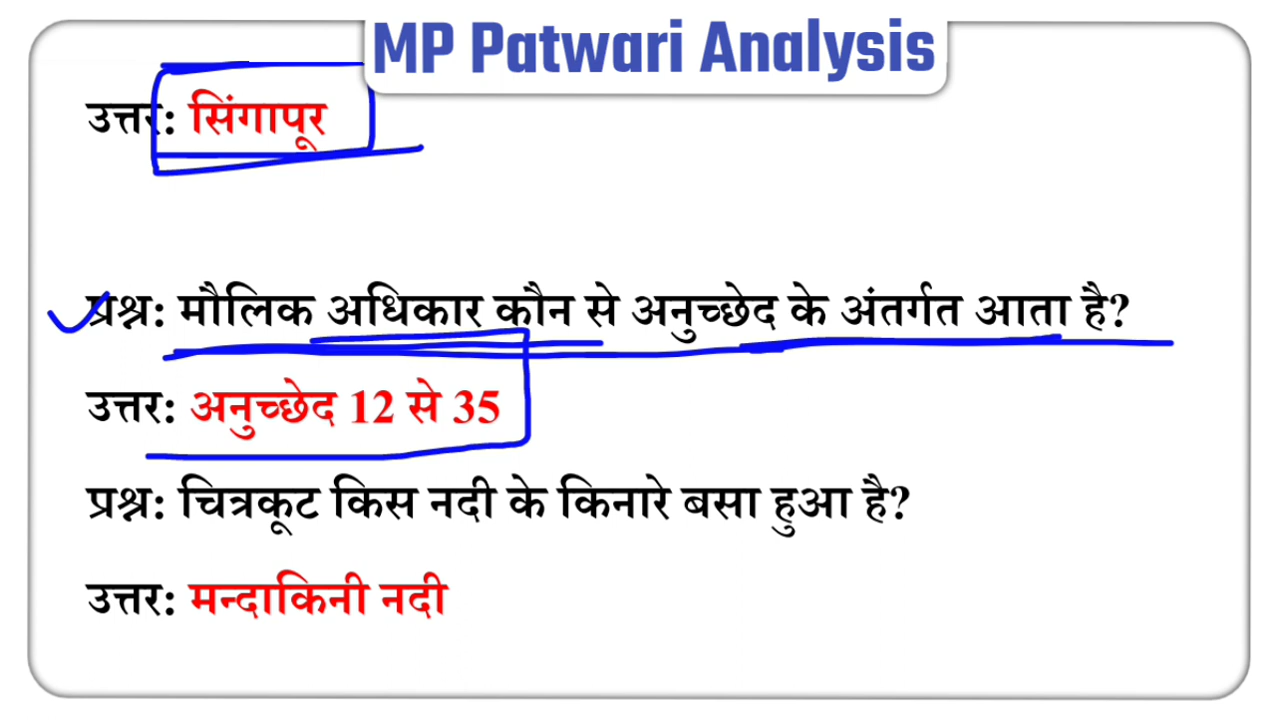 MP Patwari Analysis
उत्तर: सिंगापूर
प्रश्न: मौलिक अधिकार कौन से अनुच्छेद के अंतर्गत आता है?
उत्तर: अनुच्छेद 12 से 35
प्रश्न: चित्रकूट किस नदी के किनारे बसा हुआ है?
उत्तर: मन्दाकिनी नदी